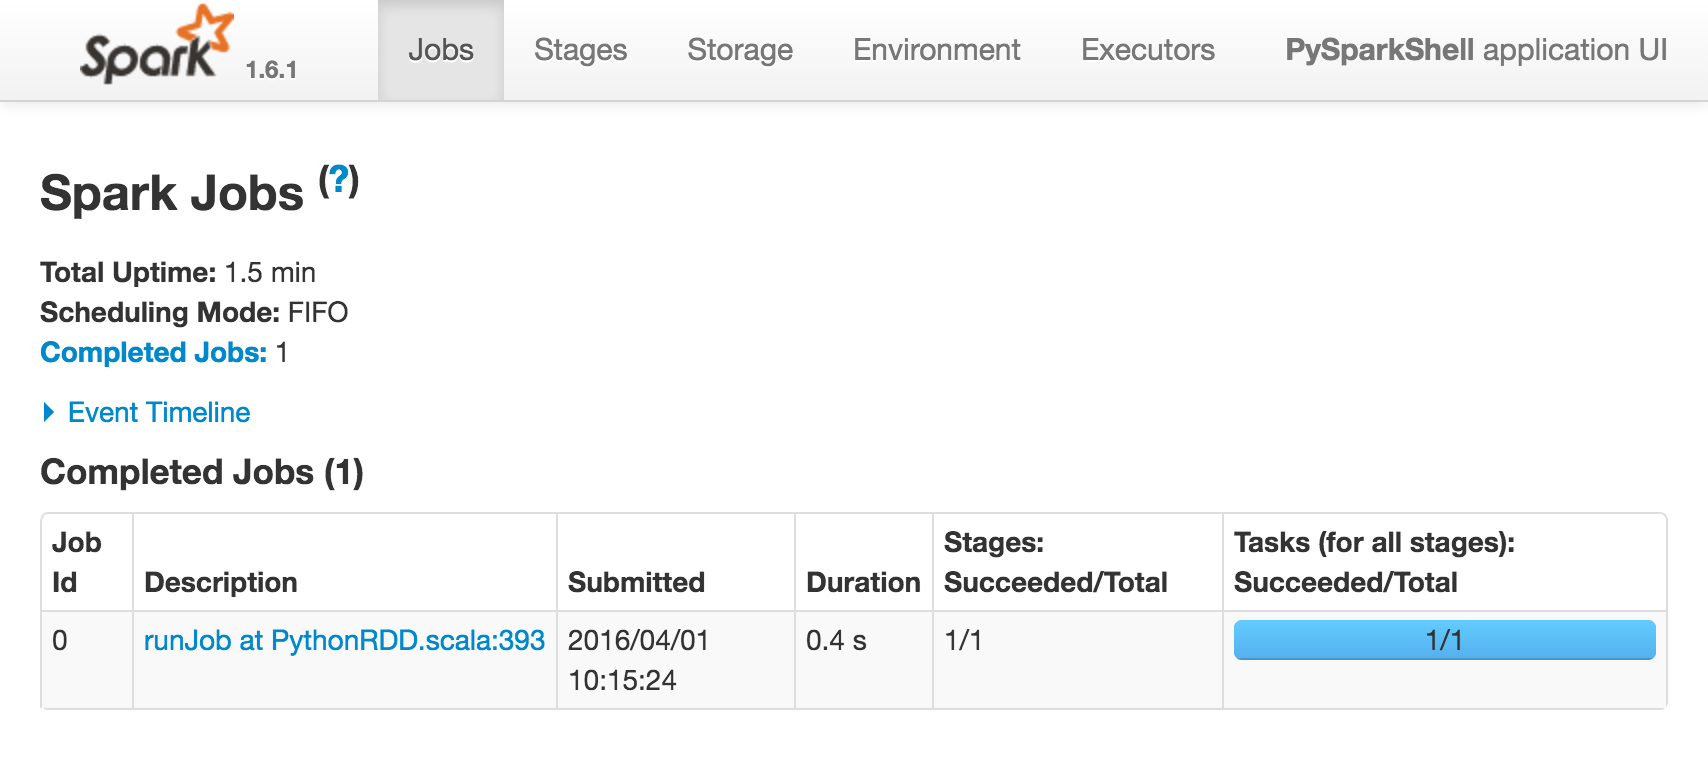 Spark 1.6.1 Jobs Stages Storage Environment Executors PySparkShell application UI
Spark Jobs (?)
Total Uptime: 1.5 min
Scheduling Mode: FIFO
Completed Jobs: 1
Event Timeline
Completed Jobs (1)
Job Id Description Submitted Duration Stages: Succeeded/Total Tasks (for all stages): Succeeded/Total
0 runJob at PythonRDD.scala:393 2016/04/01 10:15:24 0.4 s 1/1 1/1